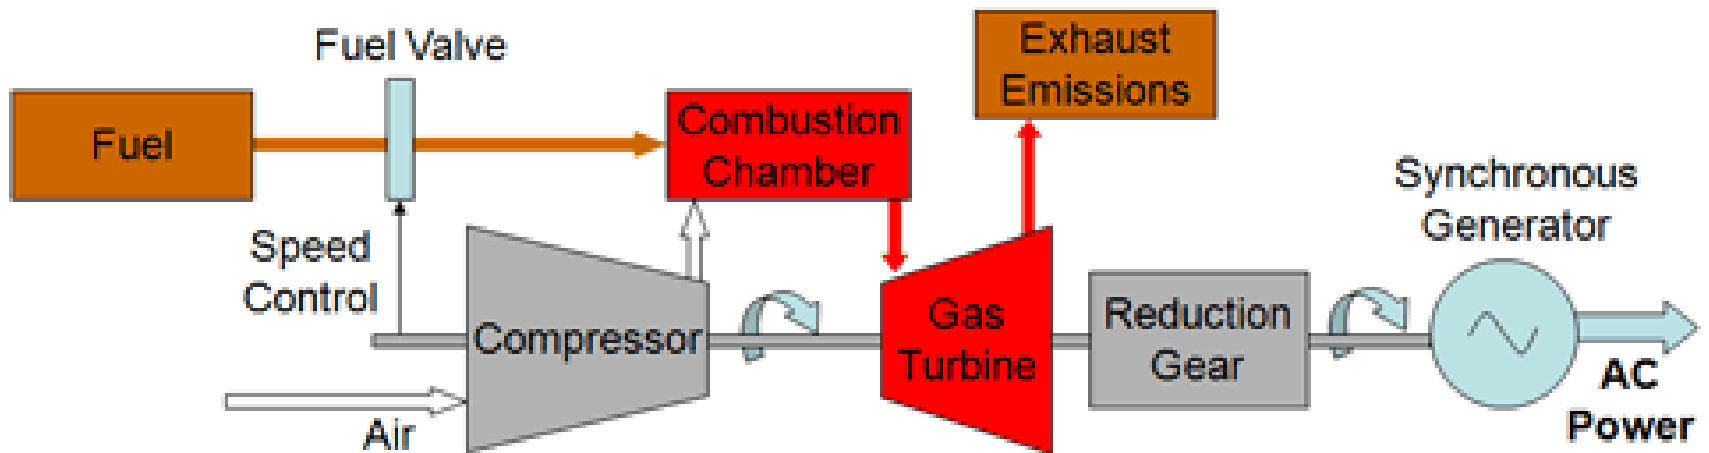 Fuel Valve
Exhaust
Emissions
Fuel
Combustion
Chamber
Synchronous
Generator
Speed
Control
Compressor
Gas
Turbine
Reduction
Gear
AC
Power
Air